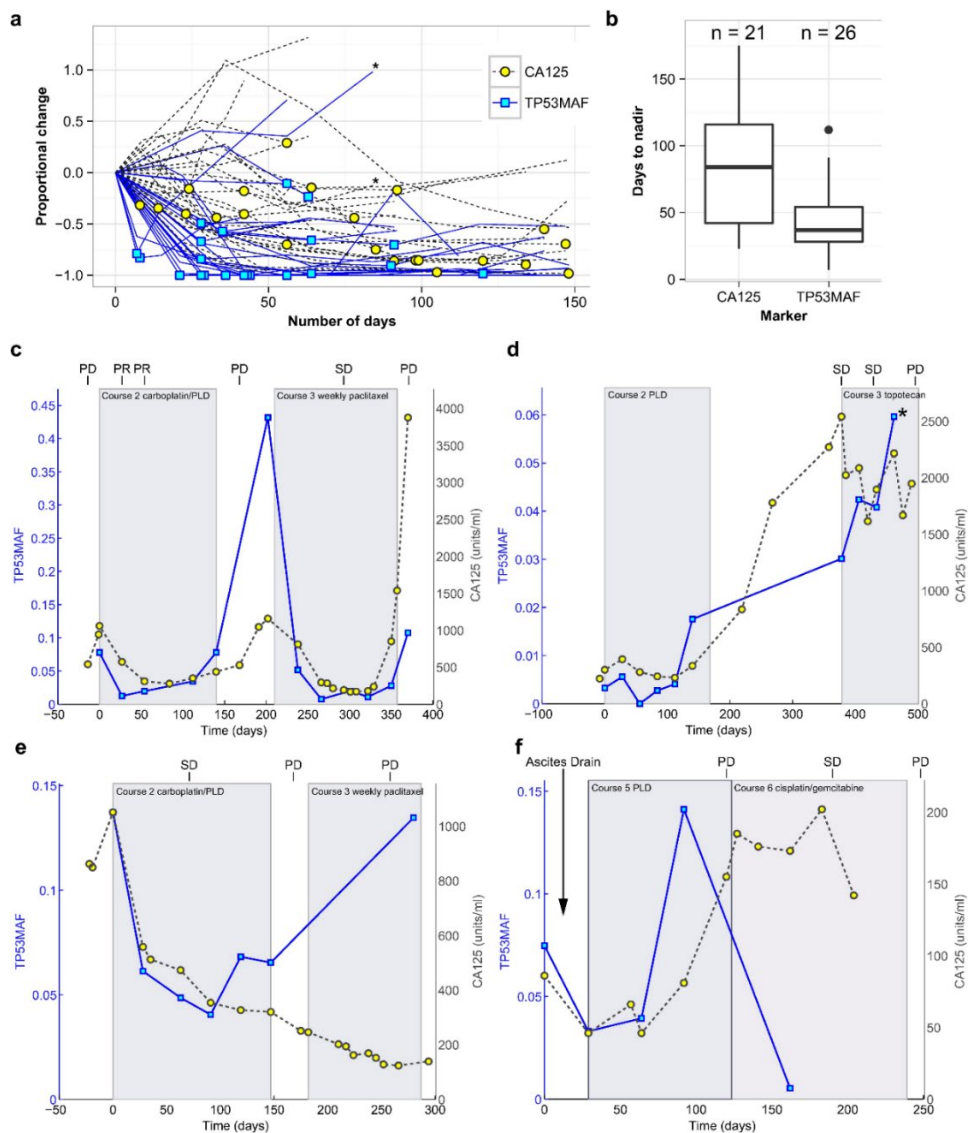 a
Proportional change
1.0
0.5
0.0
−0.5
−1.0
0
50
100
150
Number of days
*
*
CA125
TP53MAF
b
n = 21
n = 26
Days to nadir
150
100
50
0
CA125
TP53MAF
Marker
c
PD
PR
PR
PD
SD
PD
Course 2 carboplatin/PLD
Course 3 weekly paclitaxel
TP53MAF
0.45
0.4
0.35
0.3
0.25
0.2
0.15
0.1
0.05
0
4000
3500
3000
2500
2000
1500
1000
500
0
CA125 (units/ml)
−50
0
50
100
150
200
250
300
350
400
Time (days)
d
SD
SD
PD
Course 2 PLD
Course 3 topotecan
*
TP53MAF
0.06
0.05
0.04
0.03
0.02
0.01
0
2500
2000
1500
1000
500
0
CA125 (units/ml)
−100
0
100
200
300
400
500
Time (days)
e
SD
PD
PD
Course 2 carboplatin/PLD
Course 3 weekly paclitaxel
TP53MAF
0.15
0.1
0.05
0
1000
800
600
400
200
0
CA125 (units/ml)
−50
0
50
100
150
200
250
300
Time (days)
f
Ascites Drain
PD
SD
PD
Course 5 PLD
Course 6 cisplatin/gemcitabine
TP53MAF
0.15
0.1
0.05
0
200
150
100
50
0
CA125 (units/ml)
0
50
100
150
200
250
Time (days)